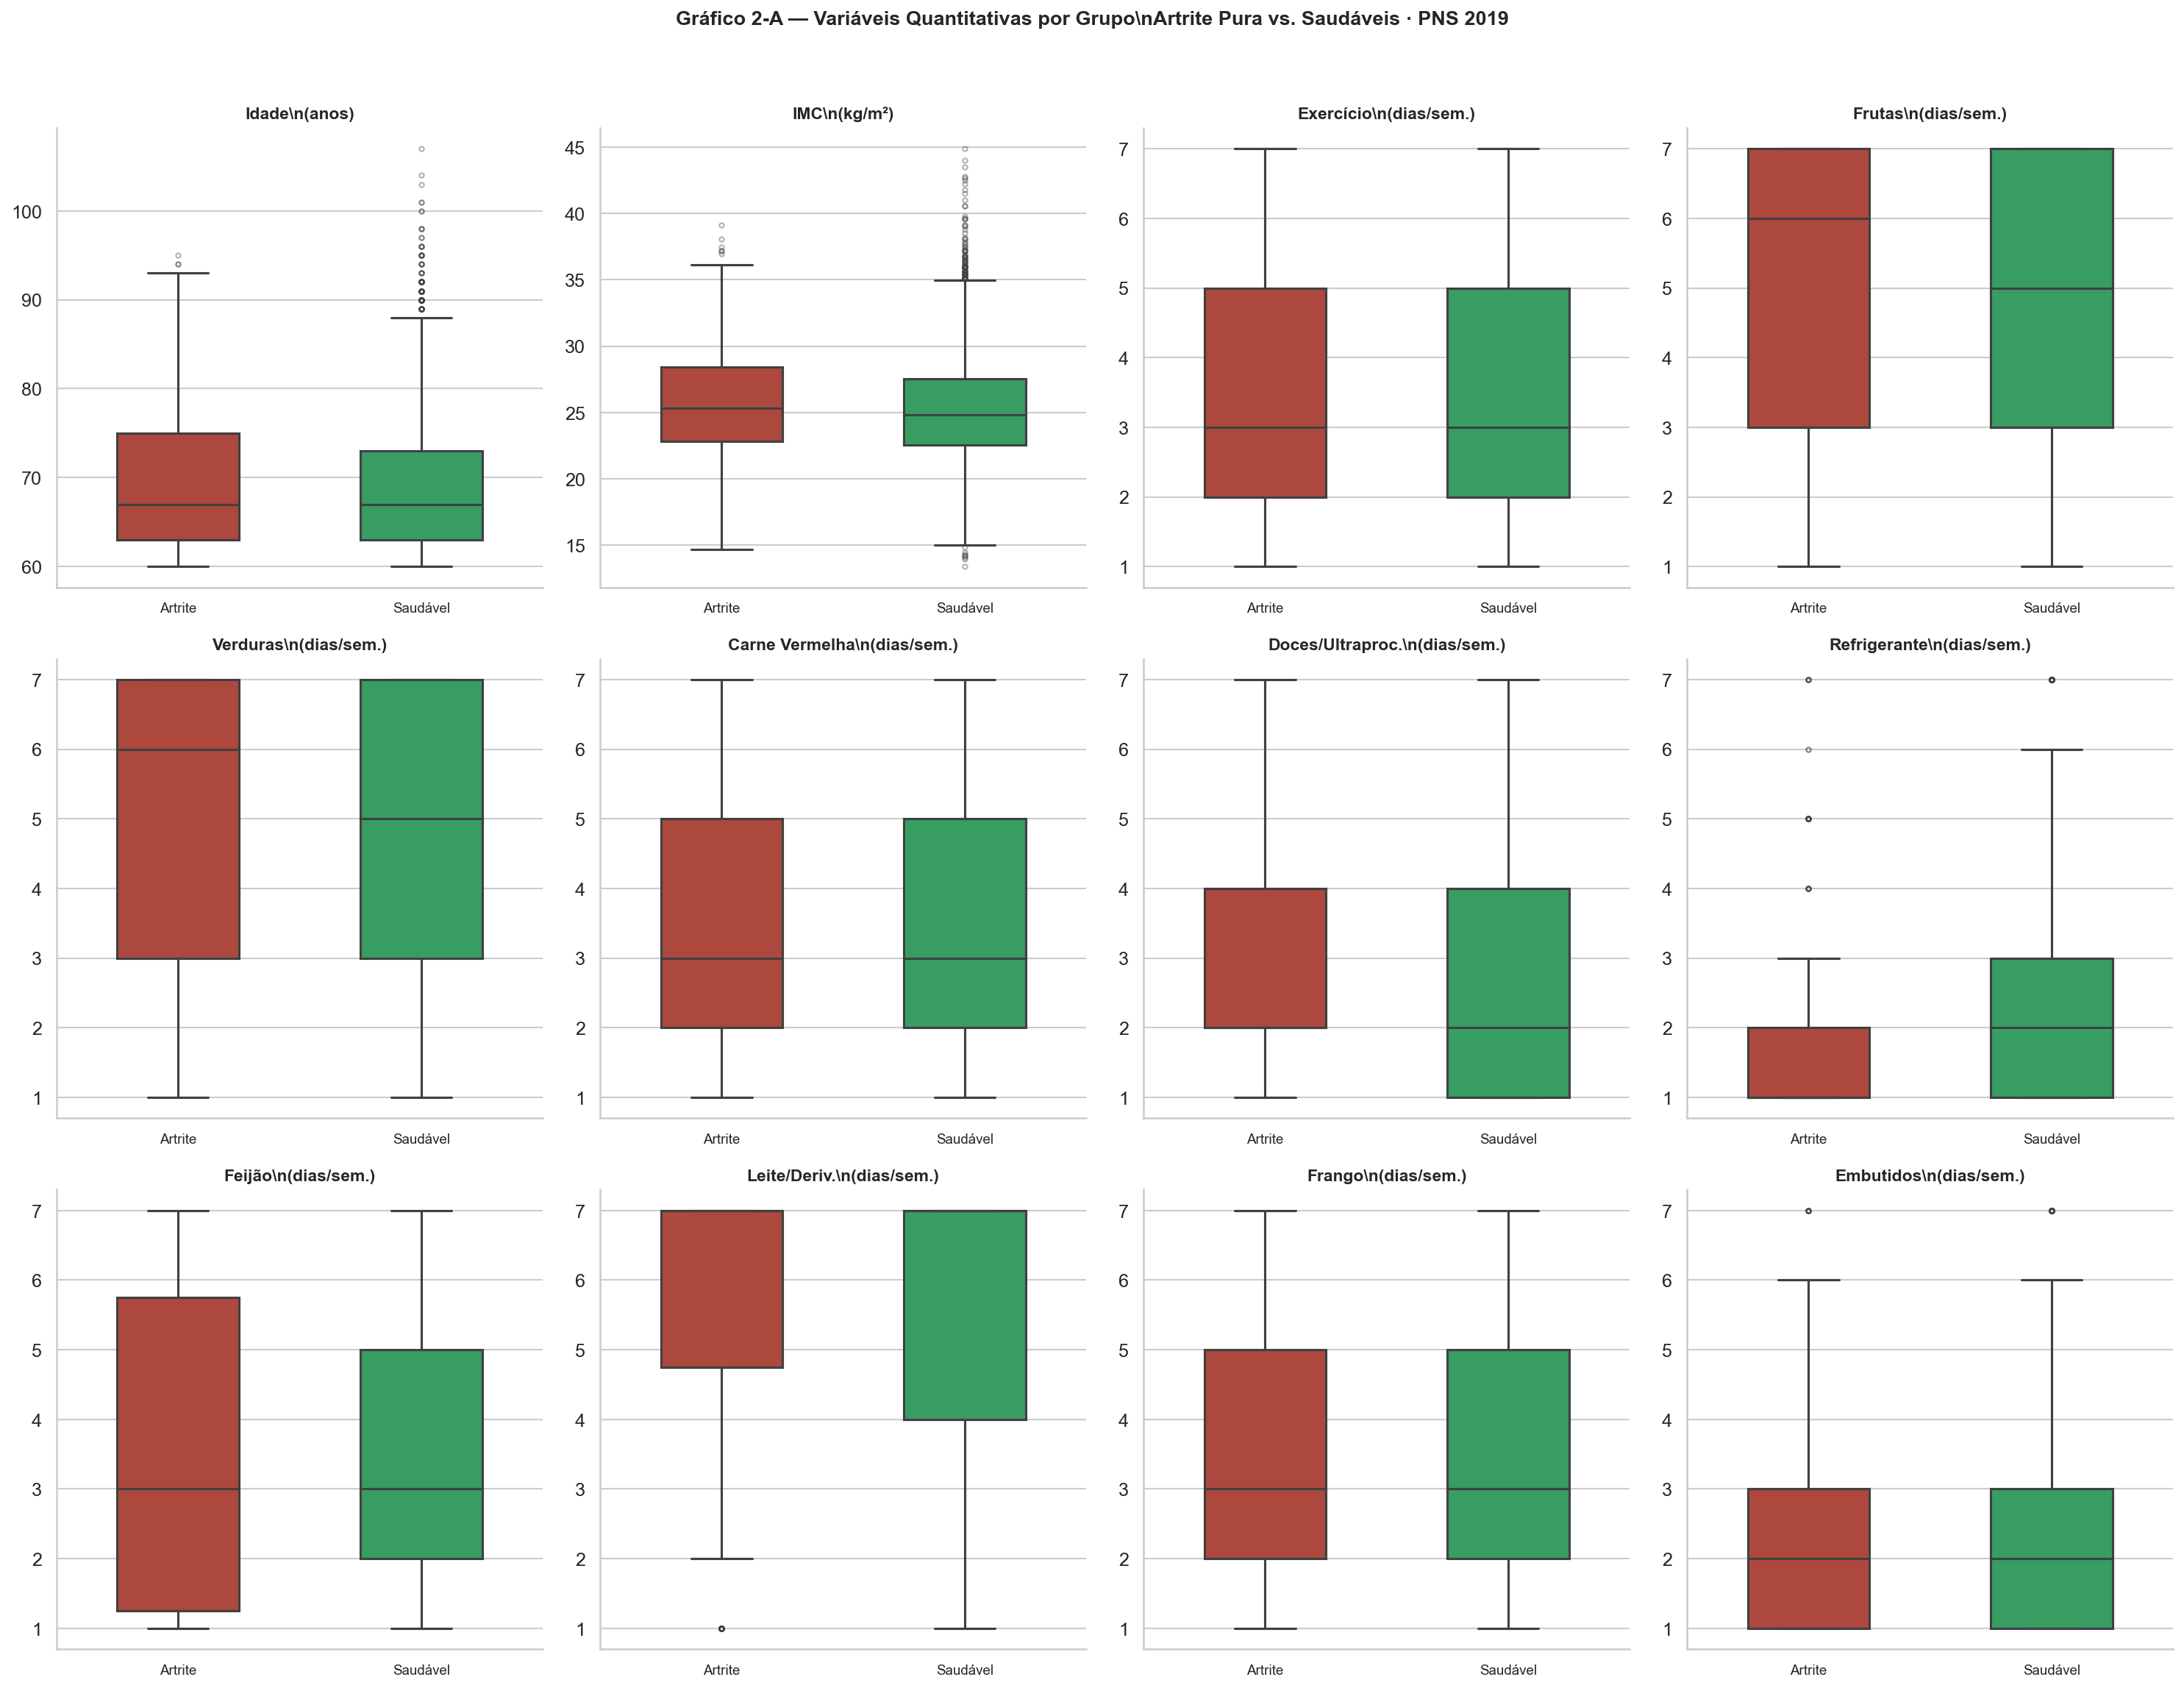 Gráfico 2-A — Variáveis Quantitativas por Grupo\nArtrite Pura vs. Saudáveis · PNS 2019
Idade\n(anos)
100
90
80
70
60
Artrite
Saudável
IMC\n(kg/m²)
45
40
35
30
25
20
15
Artrite
Saudável
Exercício\n(dias/sem.)
7
6
5
4
3
2
1
Artrite
Saudável
Frutas\n(dias/sem.)
7
6
5
4
3
2
1
Artrite
Saudável
Verduras\n(dias/sem.)
7
6
5
4
3
2
1
Artrite
Saudável
Carne Vermelha\n(dias/sem.)
7
6
5
4
3
2
1
Artrite
Saudável
Doces/Ultraproc.\n(dias/sem.)
7
6
5
4
3
2
1
Artrite
Saudável
Refrigerante\n(dias/sem.)
7
6
5
4
3
2
1
Artrite
Saudável
Feijão\n(dias/sem.)
7
6
5
4
3
2
1
Artrite
Saudável
Leite/Deriv.\n(dias/sem.)
7
6
5
4
3
2
1
Artrite
Saudável
Frango\n(dias/sem.)
7
6
5
4
3
2
1
Artrite
Saudável
Embutidos\n(dias/sem.)
7
6
5
4
3
2
1
Artrite
Saudável